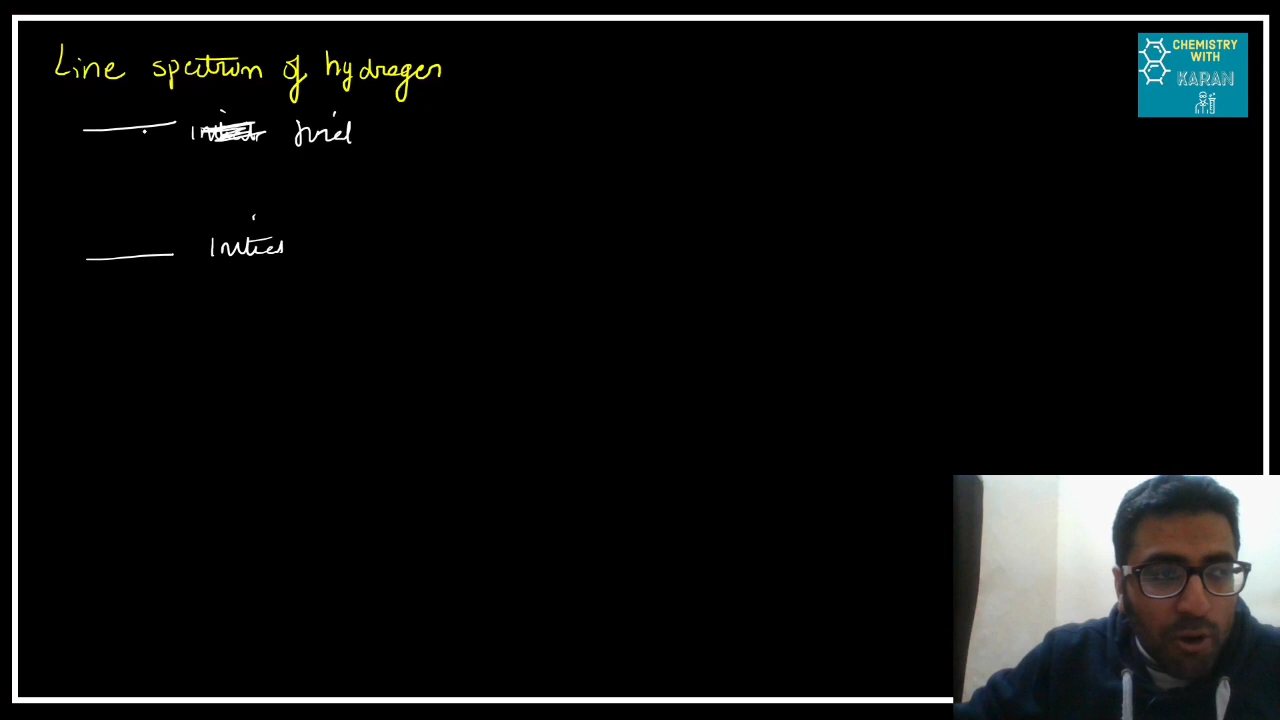 Line spectrum of hydrogen
final
Initial
CHEMISTRY
WITH
KARAN